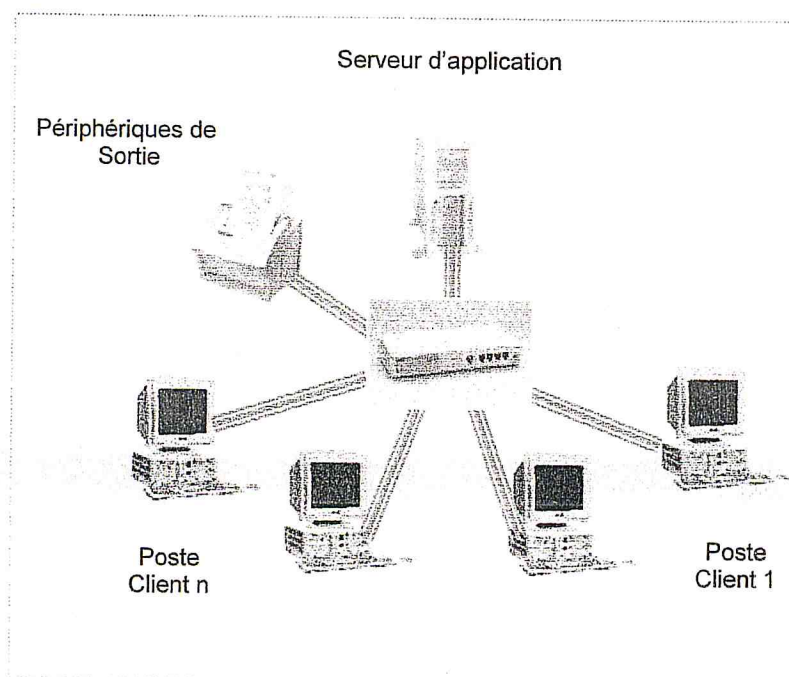 Serveur d'application
Périphériques de
Sortie
Poste
Client n
Poste
Client 1